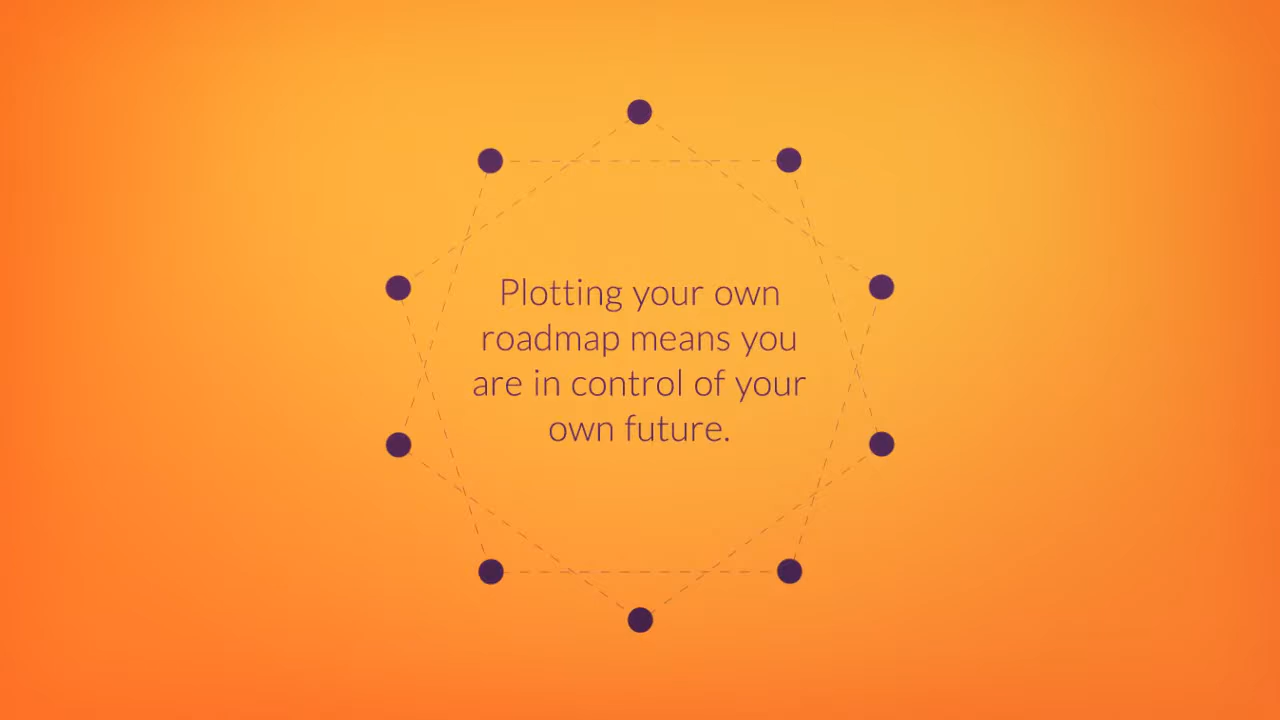 Plotting your own
roadmap means you
are in control of your
own future.